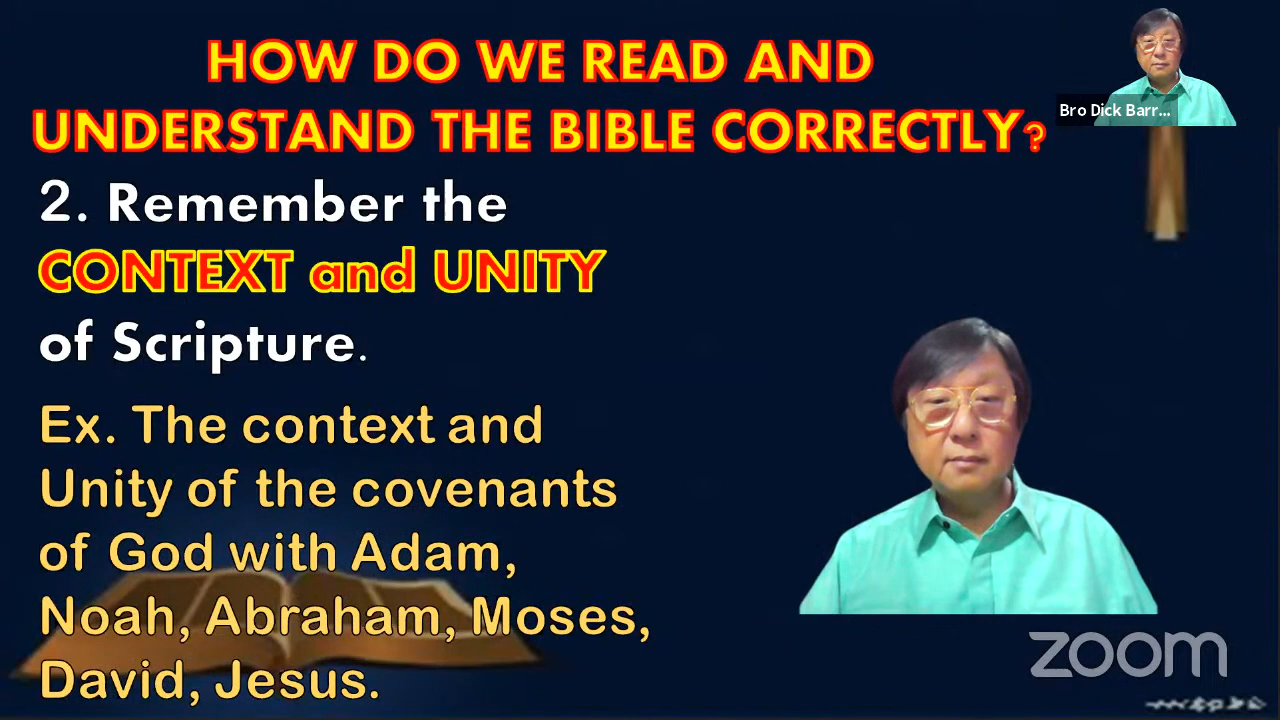 HOW DO WE READ AND
UNDERSTAND THE BIBLE CORRECTLY?
Bro Dick Barr...
2. Remember the
CONTEXT and UNITY
of Scripture.
Ex. The context and
Unity of the covenants
of God with Adam,
Noah, Abraham, Moses,
David, Jesus.
zoom